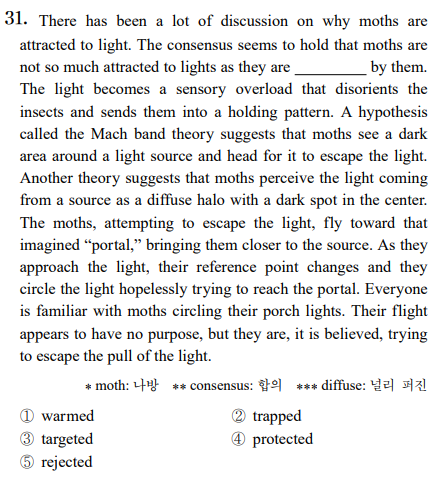 31. There has been a lot of discussion on why moths are
attracted to light. The consensus seems to hold that moths are
not so much attracted to lights as they are __________ by them.
The light becomes a sensory overload that disorients the
insects and sends them into a holding pattern. A hypothesis
called the Mach band theory suggests that moths see a dark
area around a light source and head for it to escape the light.
Another theory suggests that moths perceive the light coming
from a source as a diffuse halo with a dark spot in the center.
The moths, attempting to escape the light, fly toward that
imagined “portal,” bringing them closer to the source. As they
approach the light, their reference point changes and they
circle the light hopelessly trying to reach the portal. Everyone
is familiar with moths circling their porch lights. Their flight
appears to have no purpose, but they are, it is believed, trying
to escape the pull of the light.
* moth: 나방 ** consensus: 합의 *** diffuse: 널리 퍼진
① warmed ② trapped
③ targeted ④ protected
⑤ rejected